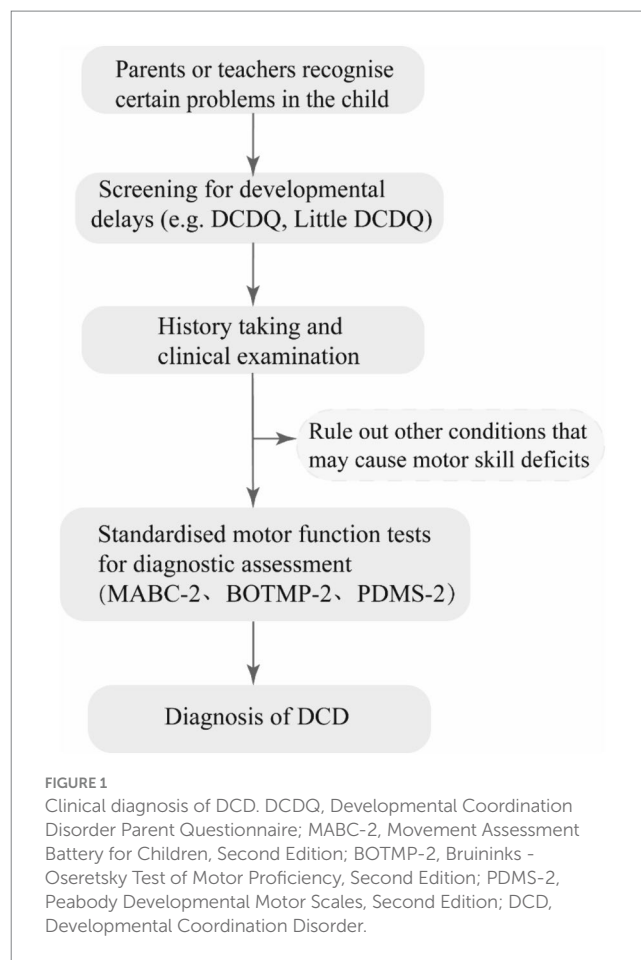 Parents or teachers recognise
certain problems in the child
Screening for developmental
delays (e.g. DCDQ, Little DCDQ)
History taking and
clinical examination
Rule out other conditions that
may cause motor skill deficits
Standardised motor function tests
for diagnostic assessment
(MABC-2、BOTMP-2、PDMS-2)
Diagnosis of DCD
FIGURE 1
Clinical diagnosis of DCD. DCDQ, Developmental Coordination
Disorder Parent Questionnaire; MABC-2, Movement Assessment
Battery for Children, Second Edition; BOTMP-2, Bruininks -
Oseretsky Test of Motor Proficiency, Second Edition; PDMS-2,
Peabody Developmental Motor Scales, Second Edition; DCD,
Developmental Coordination Disorder.